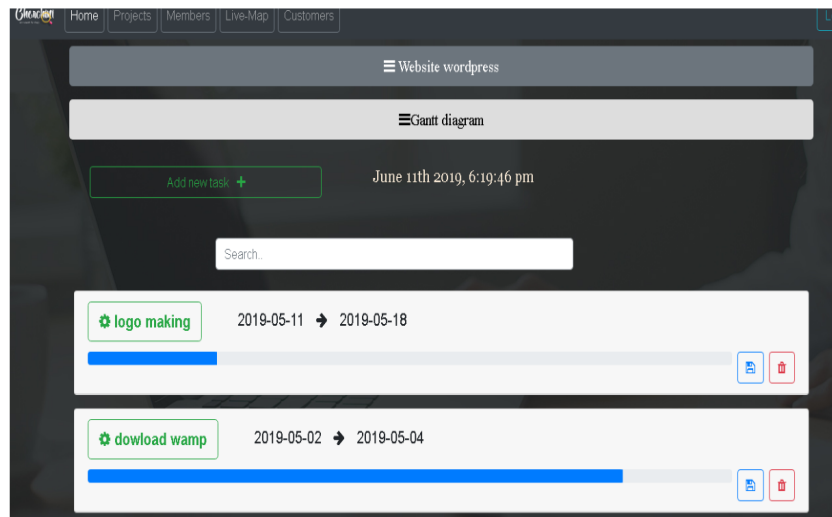 Home Projects Members Live-Map Customers
Website wordpress
Gantt diagram
Add new task +
June 11th 2019, 6:19:46 pm
Search..
logo making 2019-05-11 → 2019-05-18
dowload wamp 2019-05-02 → 2019-05-04